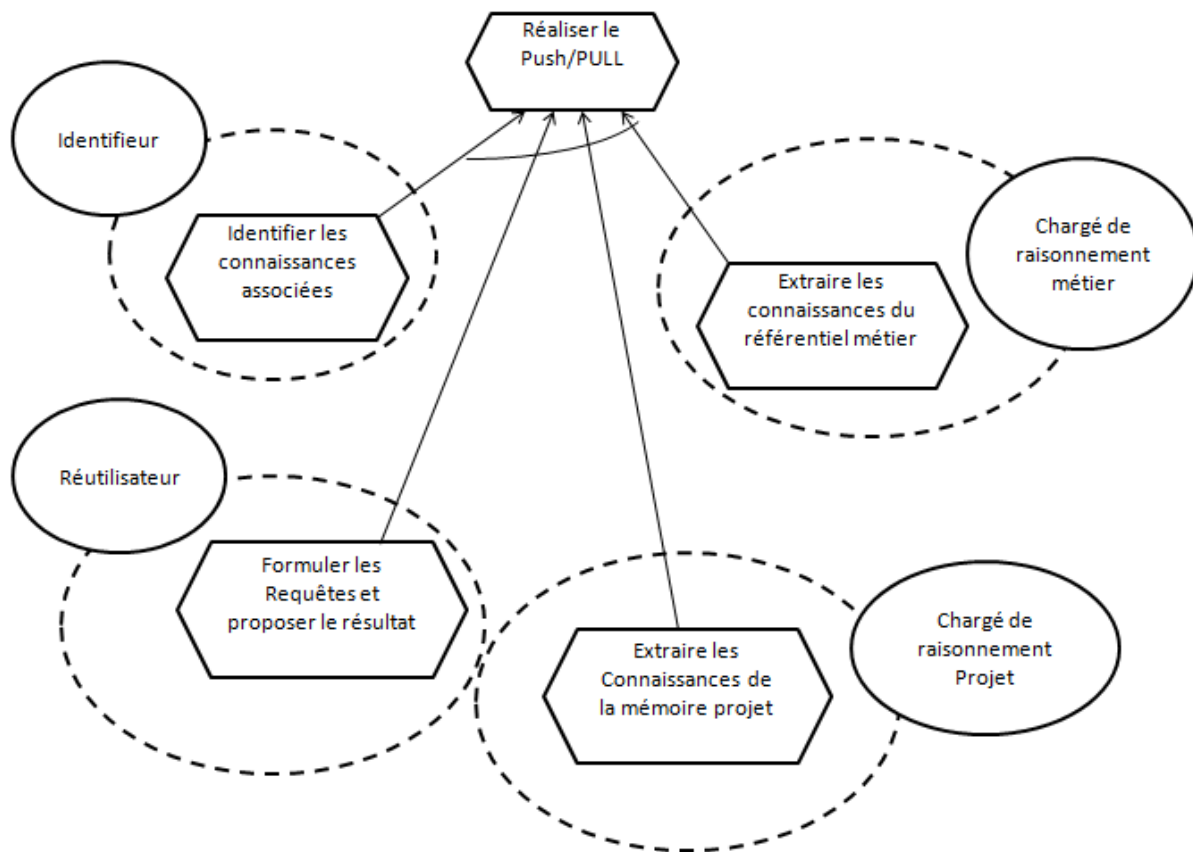 Réaliser le
Push/PULL
Identifieur
Identifier les
connaissances
associées
Chargé de
raisonnement
métier
Extraire les
connaissances du
référentiel métier
Réutilisateur
Formuler les
Requêtes et
proposer le résultat
Extraire les
Connaissances de
la mémoire projet
Chargé de
raisonnement
Projet